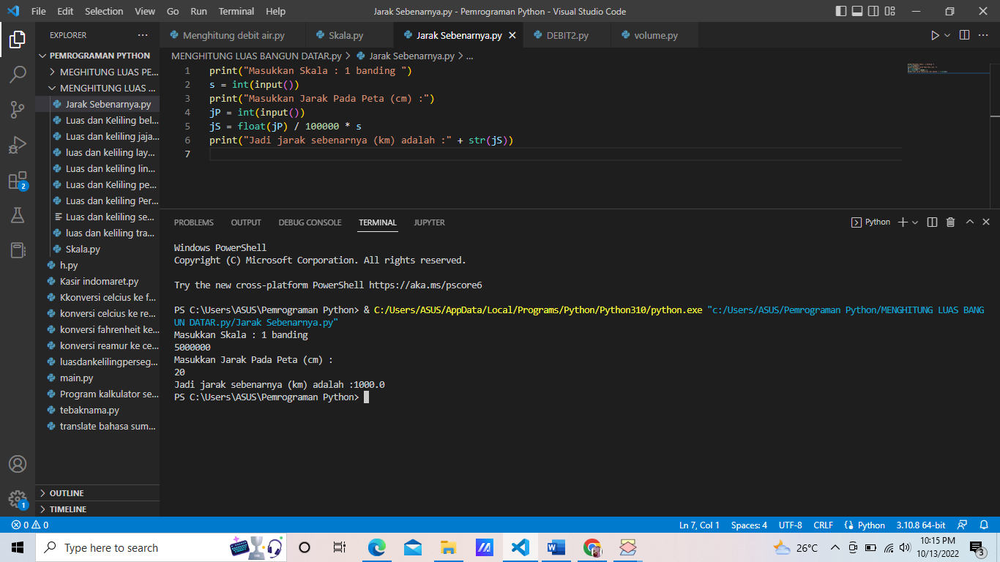 File Edit Selection View Go Run Terminal Help Jarak Sebenarnya.py - Pemrograman Python - Visual Studio Code
EXPLORER ...
PEMROGRAMAN PYTHON
MEGHITUNG LUAS PE...
MENGHITUNG LUAS ...
Jarak Sebenarnya.py
Luas dan Keliling bel...
Luas dan keliling jaja...
luas dan keliling lay...
Luas dan keliling lin...
Luas dan Keliling pe...
Luas dan keliling Per...
Luas dan keliling se...
luas dan keliling tra...
Skala.py
h.py
Kasir indomaret.py
Kkonversi celcius ke f...
konversi celcius ke re...
konversi fahrenheit ke...
konversi reamur ke ce...
luasdankelilingperseg...
main.py
Program kalkulator se...
tebaknama.py
translate bahasa sum...
OUTLINE
TIMELINE
2
1
Menghitung debit air.py Skala.py Jarak Sebenarnya.py DEBIT2.py volume.py
MENGHITUNG LUAS BANGUN DATAR.py > Jarak Sebenarnya.py > ...
1 print("Masukkan Skala : 1 banding ")
2 s = int(input())
3 print("Masukkan Jarak Pada Peta (cm) :")
4 jP = int(input())
5 jS = float(jP) / 100000 * s
6 print("Jadi jarak sebenarnya (km) adalah :" + str(jS))
7
PROBLEMS OUTPUT DEBUG CONSOLE TERMINAL JUPYTER Python
Windows PowerShell
Copyright (C) Microsoft Corporation. All rights reserved.
Try the new cross-platform PowerShell https://aka.ms/pscore6
PS C:\Users\ASUS\Pemrograman Python> & C:/Users/ASUS/AppData/Local/Programs/Python/Python310/python.exe "c:/Users/ASUS/Pemrograman Python/MENGHITUNG LUAS BANG
UN DATAR.py/Jarak Sebenarnya.py"
Masukkan Skala : 1 banding
5000000
Masukkan Jarak Pada Peta (cm) :
20
Jadi jarak sebenarnya (km) adalah :1000.0
PS C:\Users\ASUS\Pemrograman Python>
0 0 Ln 7, Col 1 Spaces: 4 UTF-8 CRLF Python 3.10.8 64-bit
Type here to search 26°C 10:15 PM
10/13/2022 3